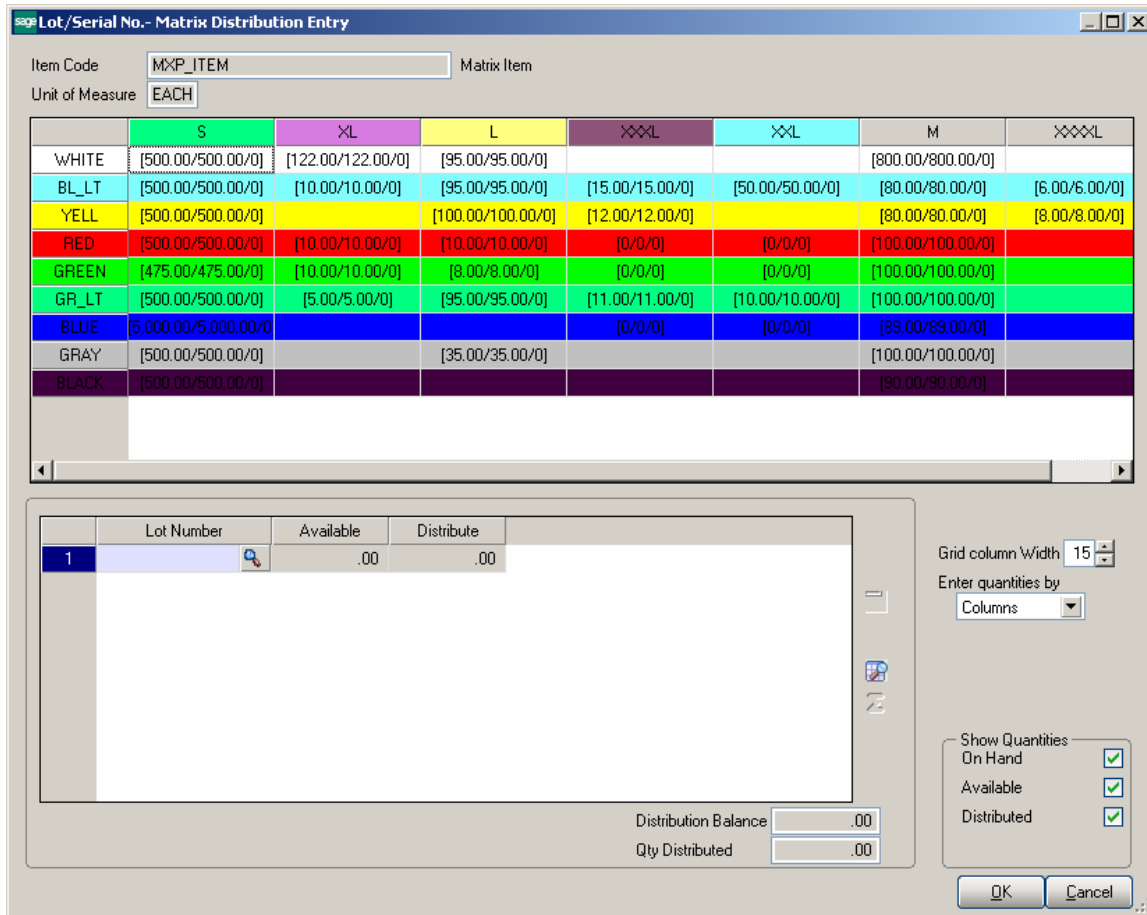 sage Lot/Serial No.- Matrix Distribution Entry
Item Code MXP_ITEM Matrix Item
Unit of Measure EACH
S XL L XXXL XXL M XXXXL
WHITE [500.00/500.00/0] [122.00/122.00/0] [95.00/95.00/0] [800.00/800.00/0]
BL_LT [500.00/500.00/0] [10.00/10.00/0] [95.00/95.00/0] [15.00/15.00/0] [50.00/50.00/0] [80.00/80.00/0] [6.00/6.00/0]
YELL [500.00/500.00/0] [100.00/100.00/0] [12.00/12.00/0] [80.00/80.00/0] [8.00/8.00/0]
RED [500.00/500.00/0] [10.00/10.00/0] [10.00/10.00/0] [0/0/0] [0/0/0] [100.00/100.00/0]
GREEN [475.00/475.00/0] [10.00/10.00/0] [8.00/8.00/0] [0/0/0] [0/0/0] [100.00/100.00/0]
GR_LT [500.00/500.00/0] [5.00/5.00/0] [95.00/95.00/0] [11.00/11.00/0] [10.00/10.00/0] [100.00/100.00/0]
BLUE 5,000.00/5,000.00/0 [0/0/0] [0/0/0] [89.00/89.00/0]
GRAY [500.00/500.00/0] [35.00/35.00/0] [100.00/100.00/0]
BLACK [500.00/500.00/0] [90.00/90.00/0]
Lot Number Available Distribute
1 .00 .00
Grid column Width 15
Enter quantities by
Columns
Show Quantities
On Hand
Available
Distributed
Distribution Balance .00
Qty Distributed .00
OK Cancel